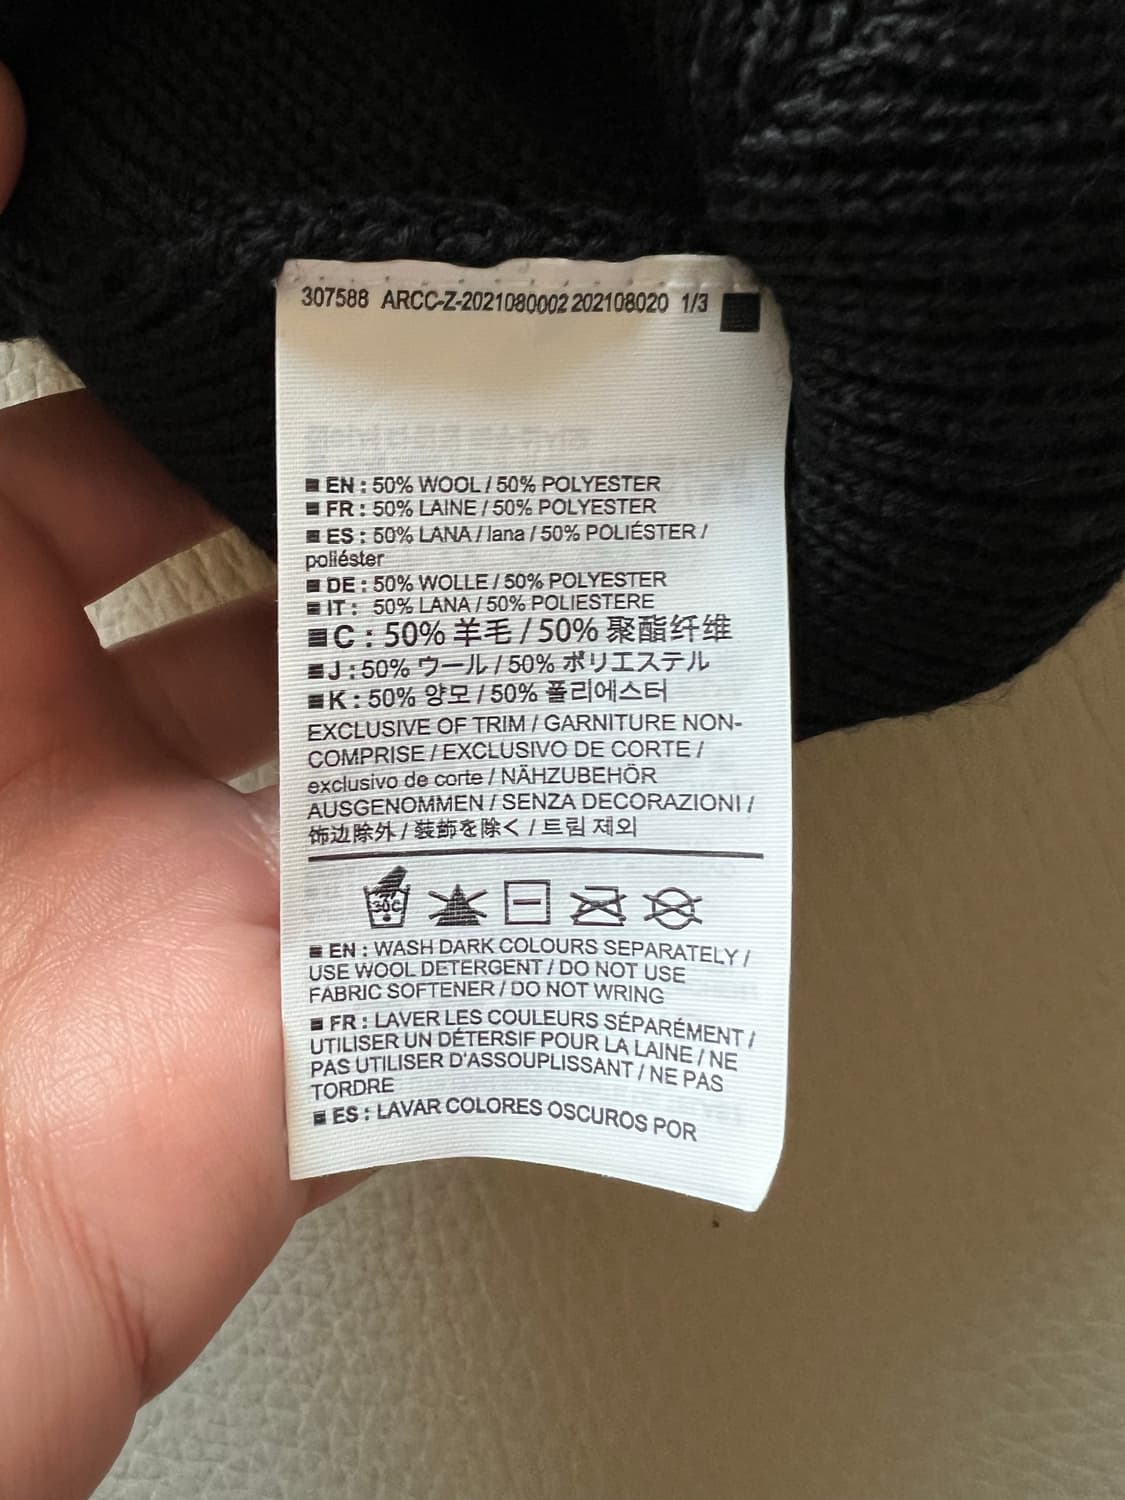 307588 ARCC-Z-2021080002 202108020 1/3
EN : 50% WOOL / 50% POLYESTER
FR : 50% LAINE / 50% POLYESTER
ES : 50% LANA / lana / 50% POLIÉSTER /
poliéster
DE : 50% WOLLE / 50% POLYESTER
IT : 50% LANA / 50% POLIESTERE
C : 50% 羊毛 / 50% 聚酯纤维
J : 50% ウール / 50% ポリエステル
K : 50% 양모 / 50% 폴리에스터
EXCLUSIVE OF TRIM / GARNITURE NON-
COMPRISE / EXCLUSIVO DE CORTE /
exclusivo de corte / NÄHZUBEHÖR
AUSGENOMMEN / SENZA DECORAZIONI /
饰边除外 / 装飾を除く / 트림 제외
30C
EN : WASH DARK COLOURS SEPARATELY /
USE WOOL DETERGENT / DO NOT USE
FABRIC SOFTENER / DO NOT WRING
FR : LAVER LES COULEURS SÉPARÉMENT /
UTILISER UN DÉTERSIF POUR LA LAINE / NE
PAS UTILISER D'ASSOUPLISSANT / NE PAS
TORDRE
ES : LAVAR COLORES OSCUROS POR